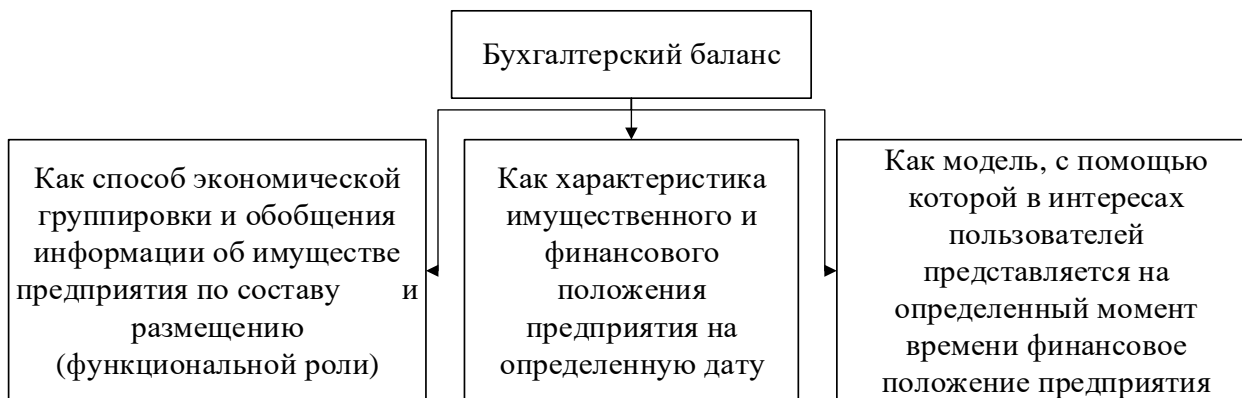 Бухгалтерский баланс
Как способ экономической
группировки и обобщения
информации об имуществе
предприятия по составу и
размещению
(функциональной роли)
Как характеристика
имущественного и
финансового
положения
предприятия на
определенную дату
Как модель, с помощью
которой в интересах
пользователей
представляется на
определенный момент
времени финансовое
положение предприятия